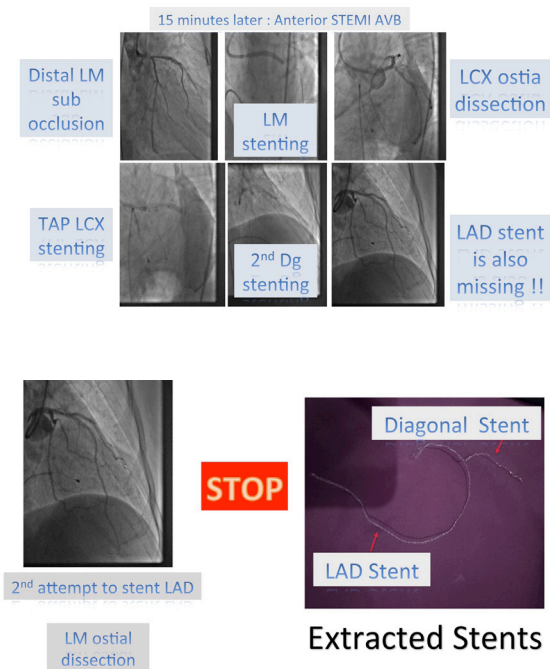 15 minutes later : Anterior STEMI AVB
Distal LM
sub
occlusion
LM
stenting
LCX ostia
dissection
TAP LCX
stenting
2nd Dg
stenting
LAD stent
is also
missing !!
2nd attempt to stent LAD
LM ostial
dissection
STOP
Diagonal Stent
LAD Stent
Extracted Stents